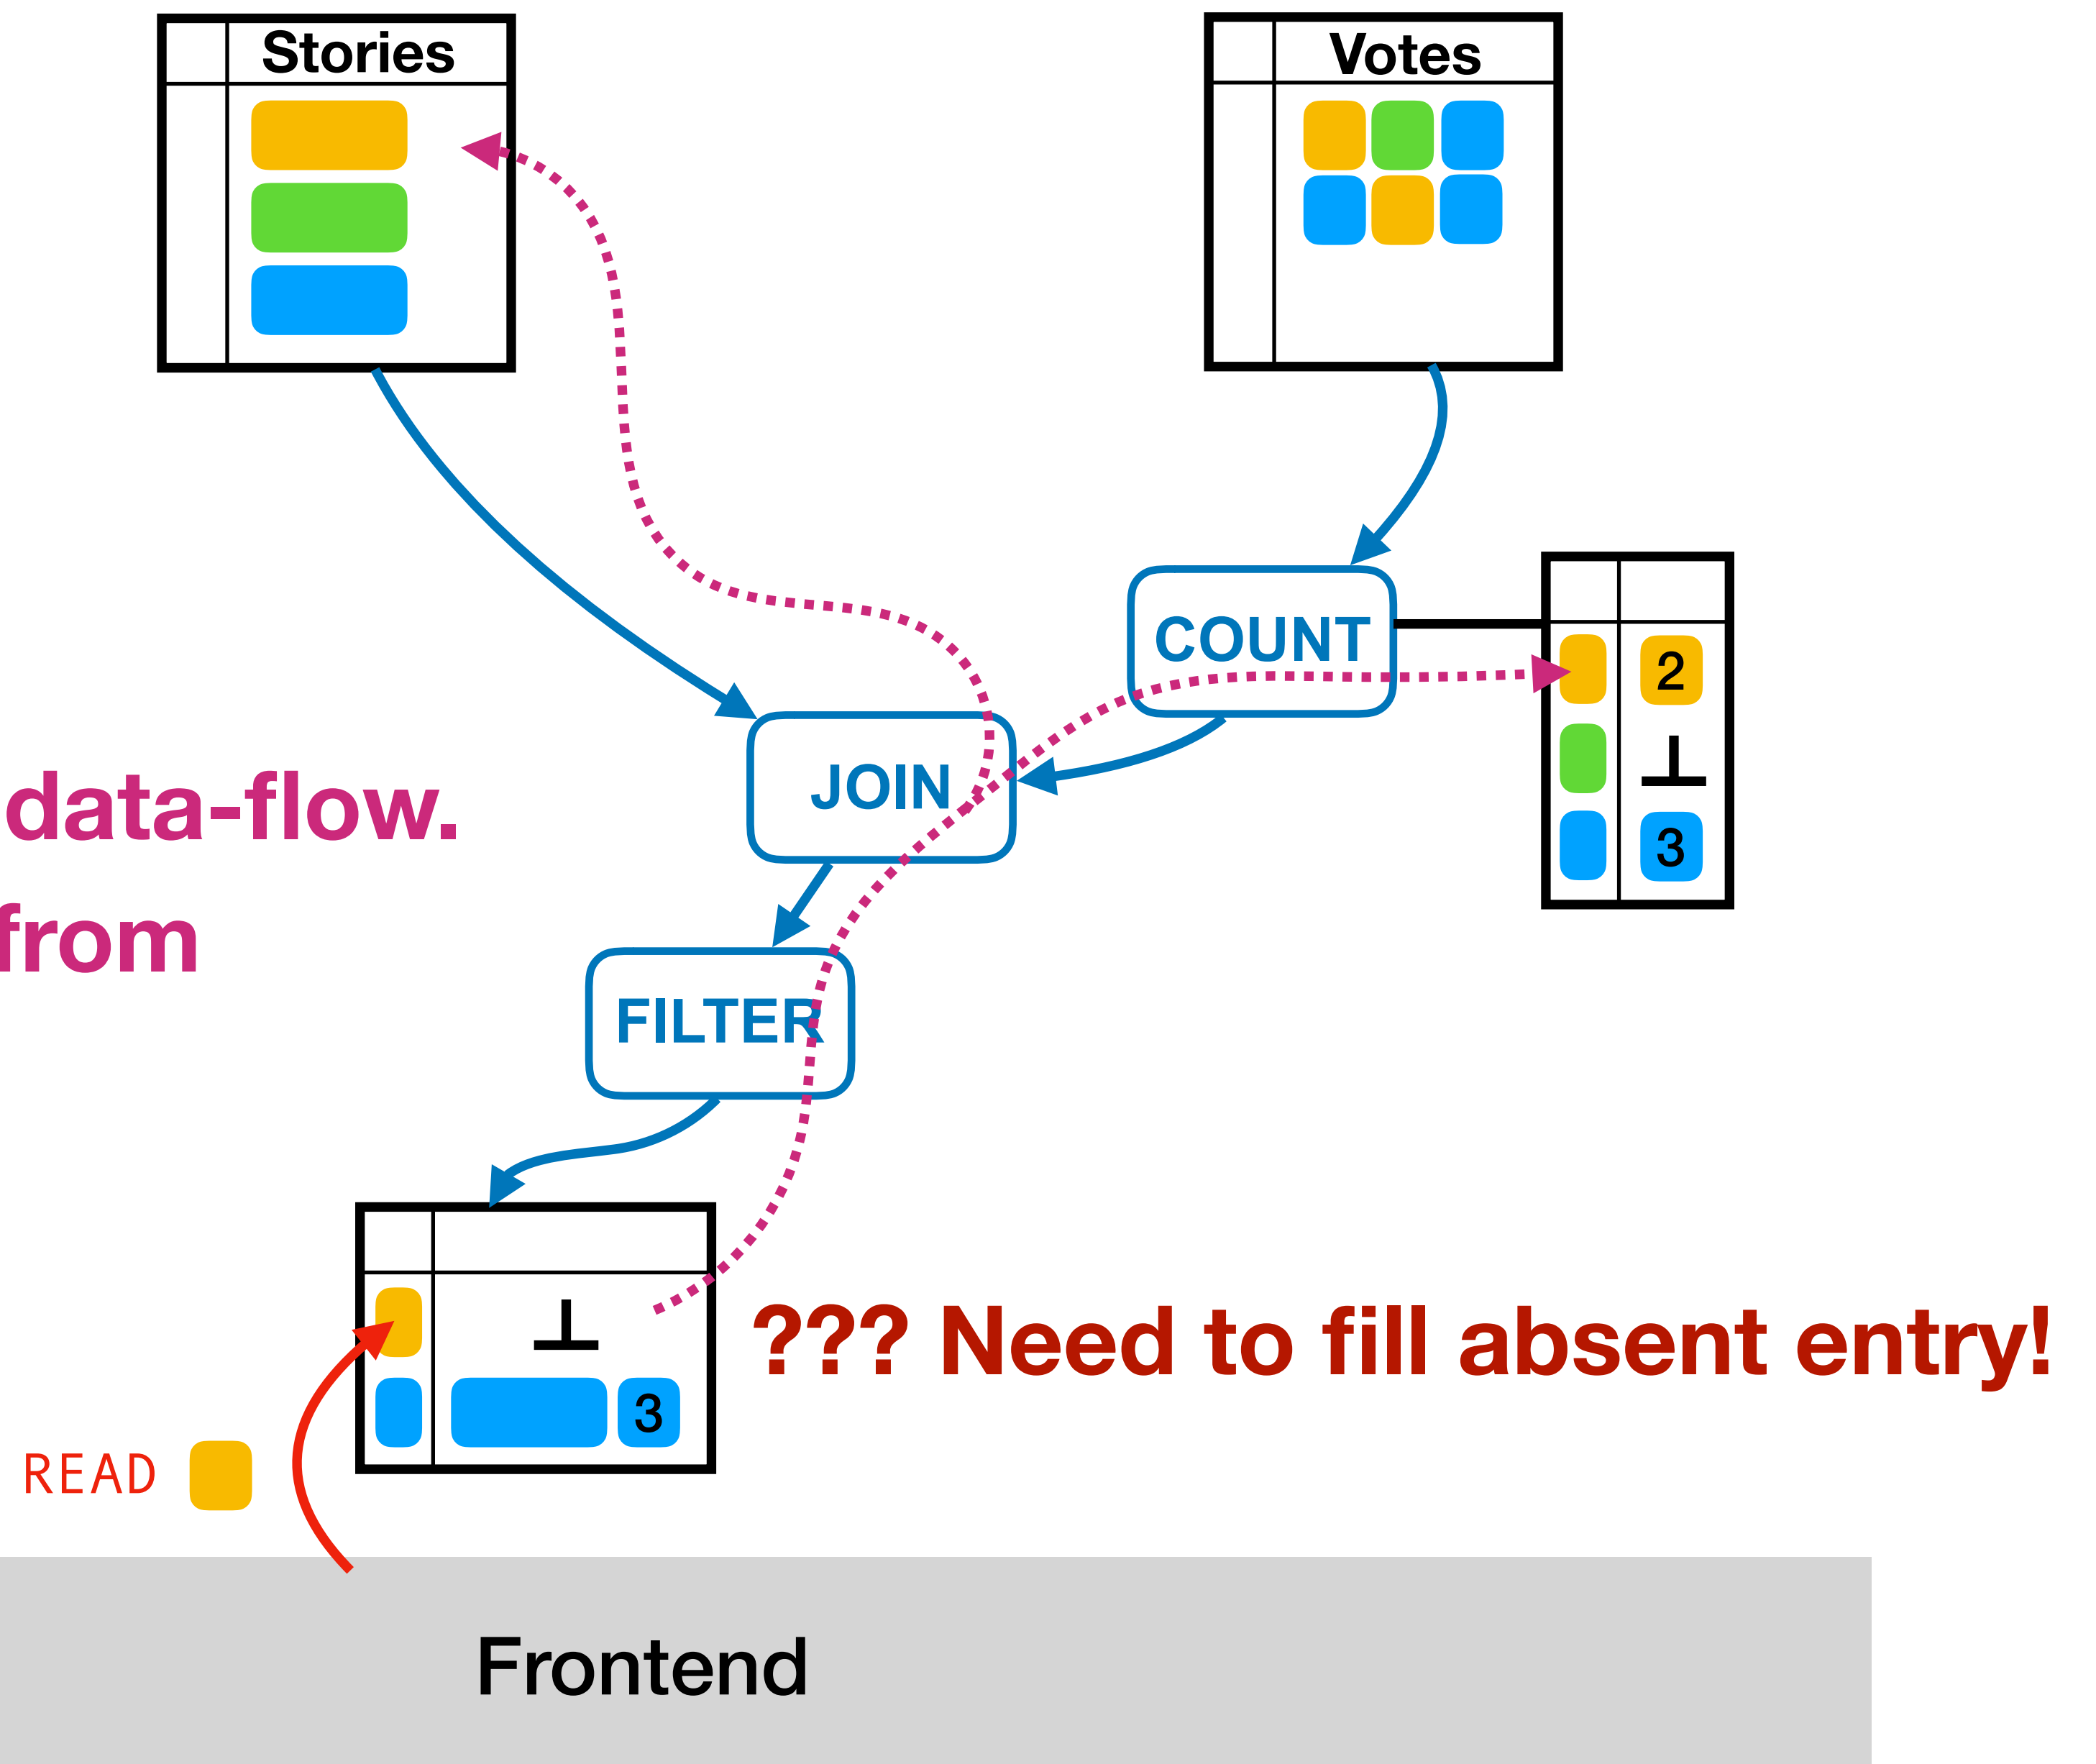 Stories
Votes
COUNT
2
⊥
JOIN
data-flow.
3
from
FILTER
⊥
??? Need to fill absent entry!
3
READ
Frontend